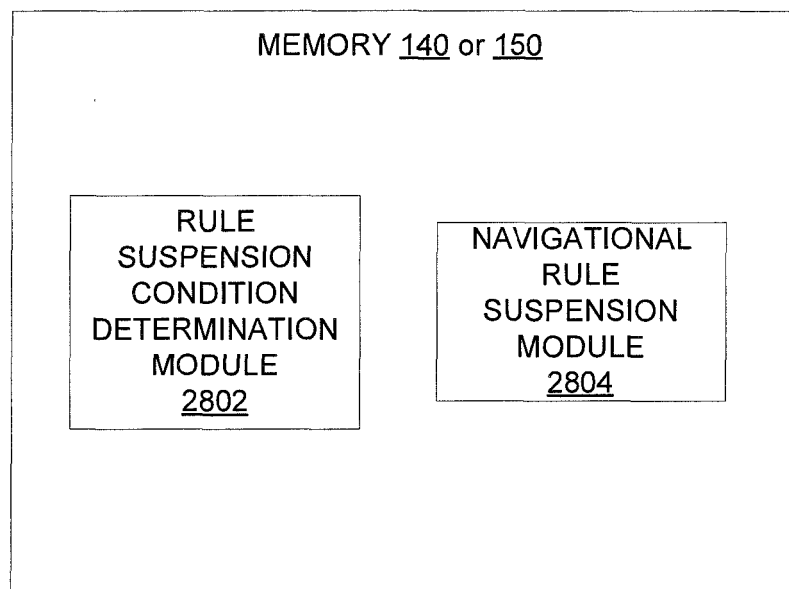 MEMORY 140 or 150
RULE
SUSPENSION
CONDITION
DETERMINATION
MODULE
2802
NAVIGATIONAL
RULE
SUSPENSION
MODULE
2804